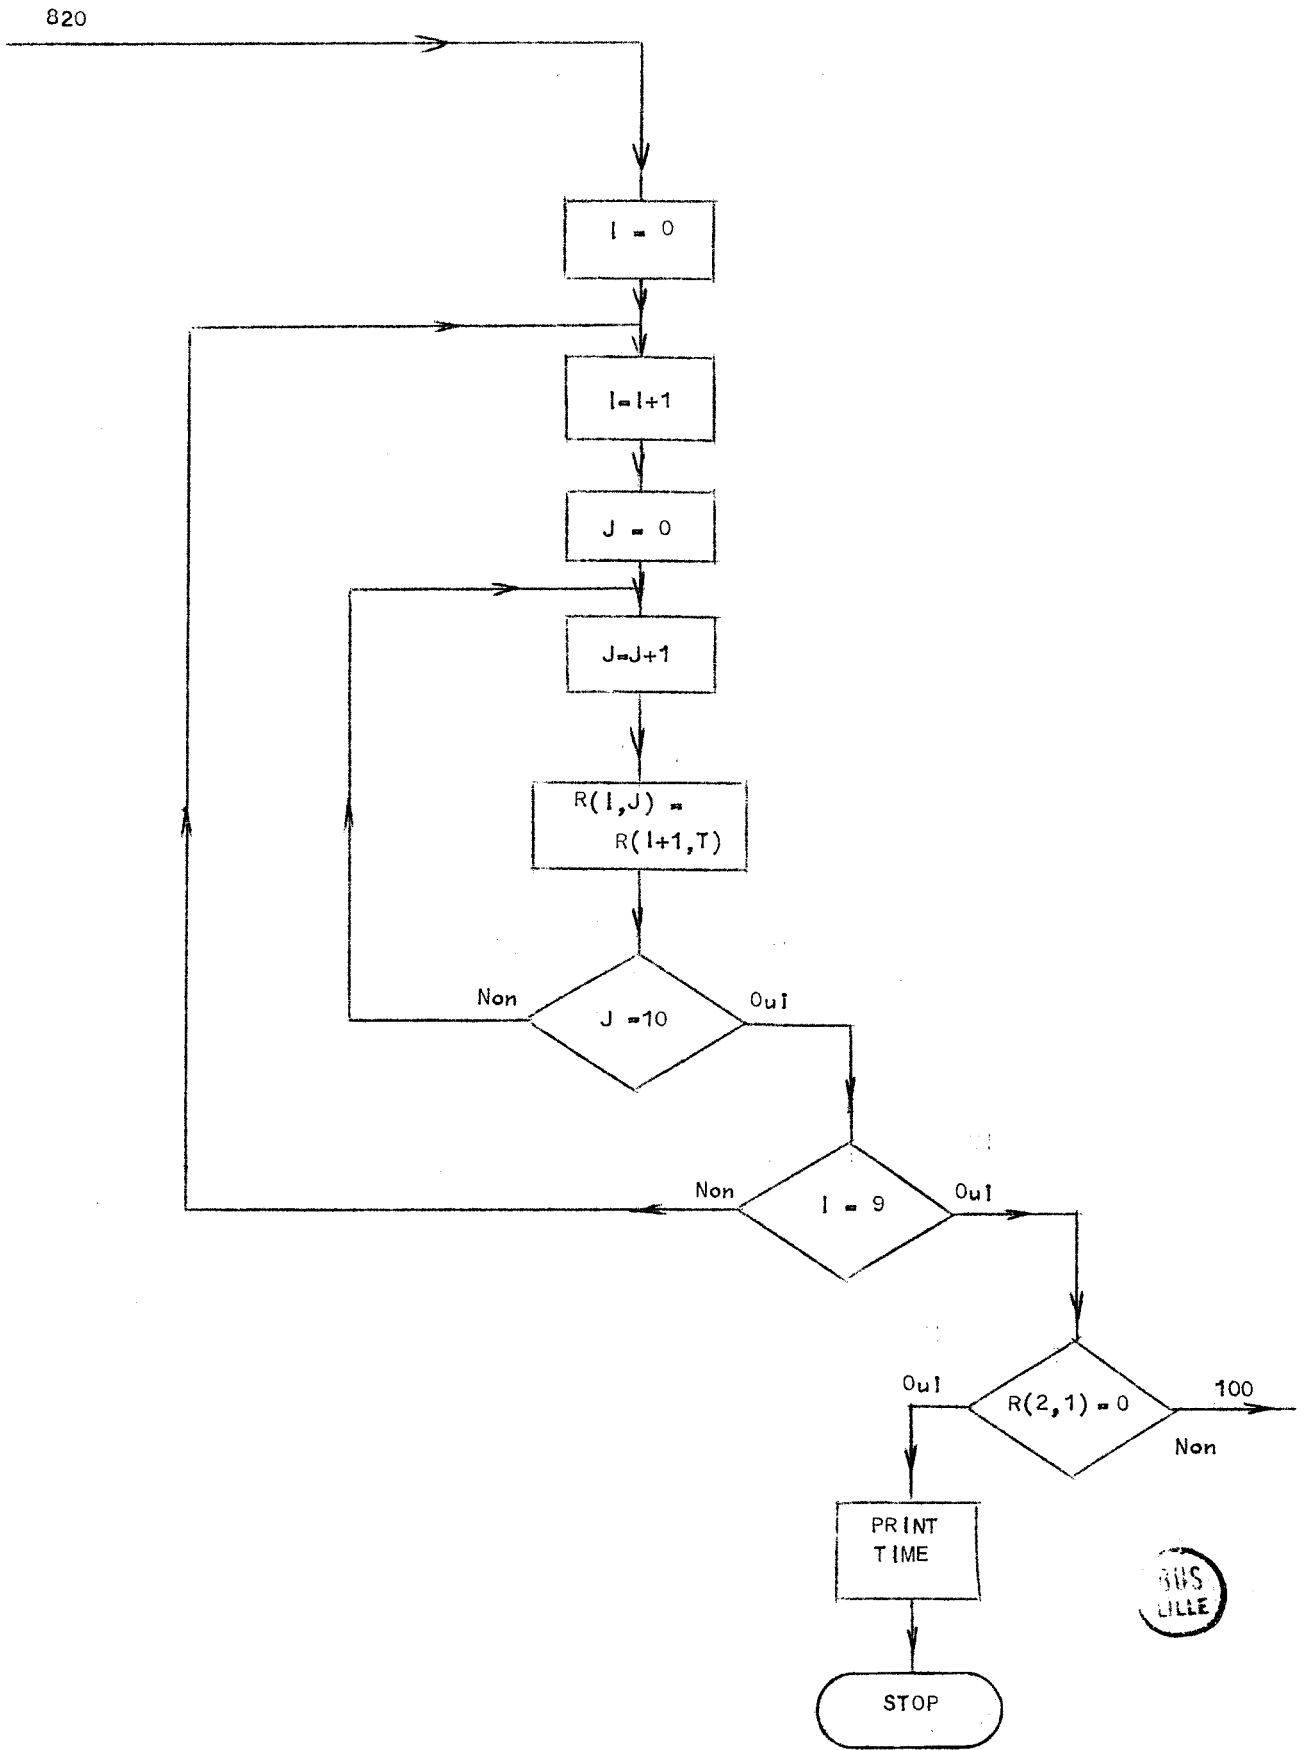 820
I = 0
I=I+1
J = 0
J=J+1
R(I,J) =
R(I+1,T)
Non
J =10
Oui
Non
I = 9
Oui
Oui
R(2,1) = 0
100
Non
PRINT
TIME
BUS
LILLE
STOP